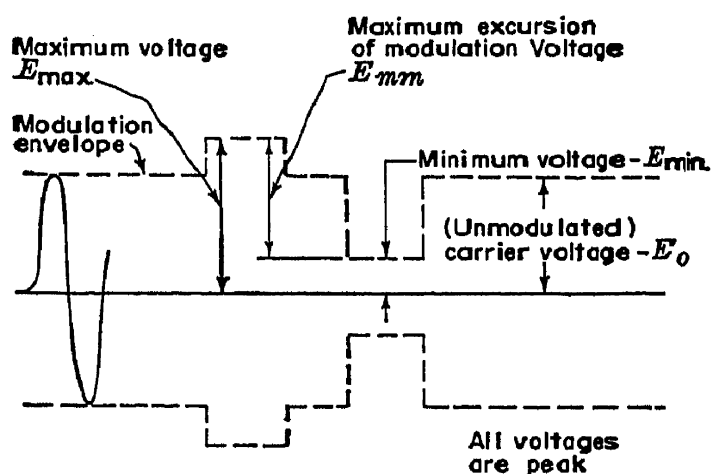 Maximum voltage
Emax.
Maximum excursion
of modulation Voltage
Emm
Modulation
envelope
Minimum voltage-Emin.
(Unmodulated)
carrier voltage-Eo
All voltages
are peak